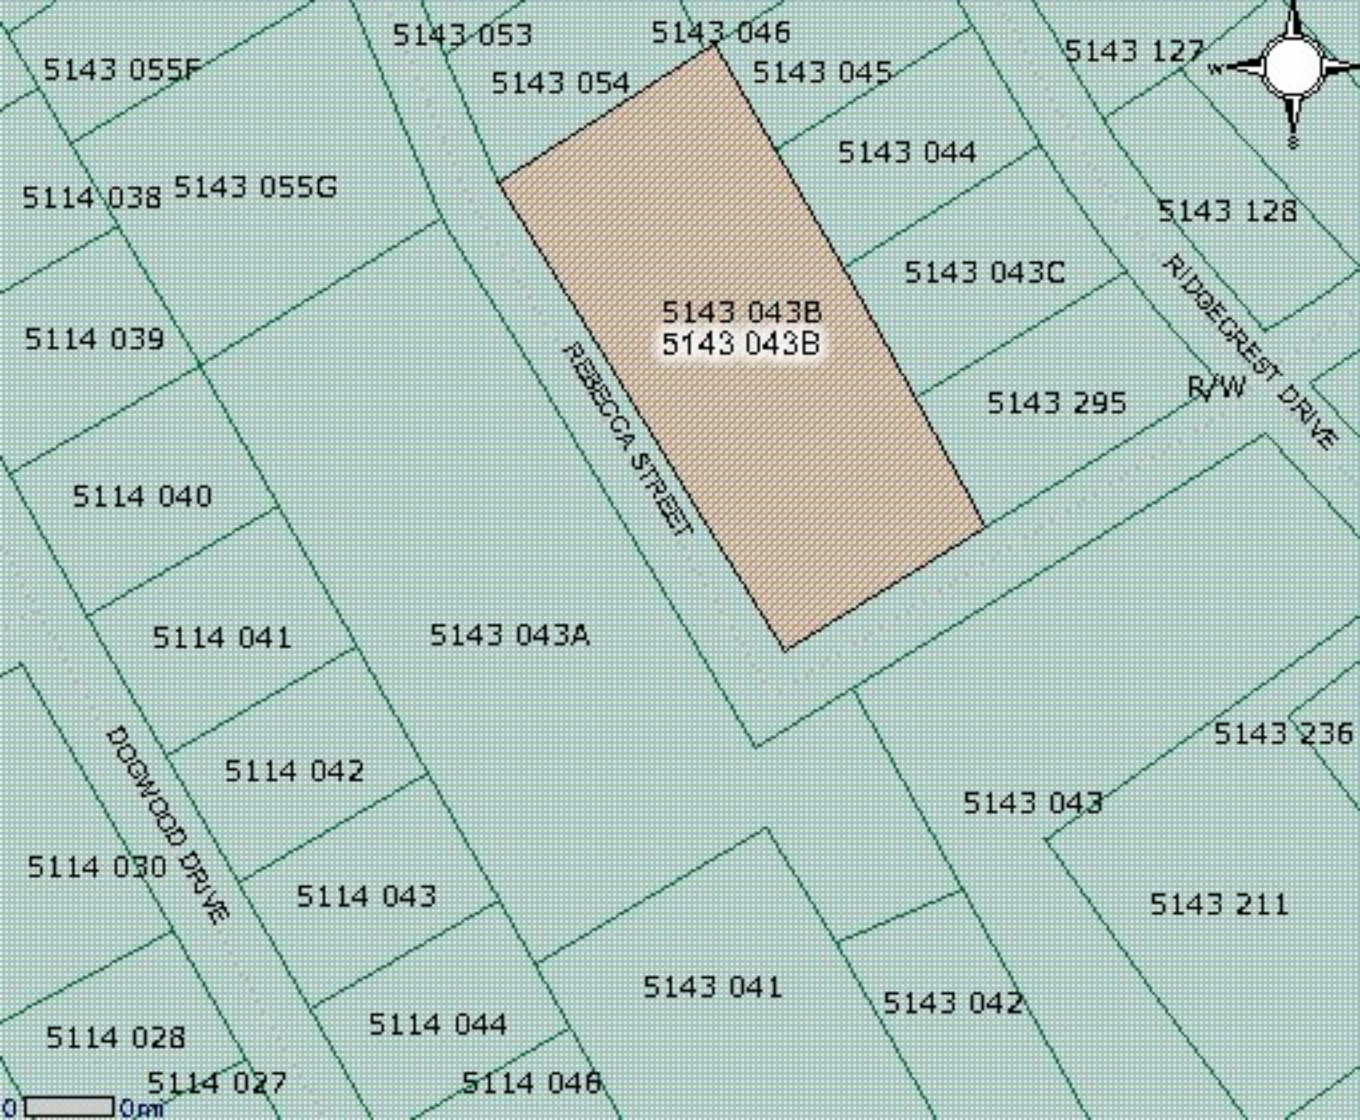 5143 053
5143 046
5143 127
5143 055F
5143 054
5143 045
W
S
5143 044
5114 038
5143 055G
5143 128
5143 043C
RIDGECREST DRIVE
5143 043B
5143 043B
5114 039
REBECCA STREET
R/W
5143 295
5114 040
5114 041
5143 043A
5143 236
5114 042
DOGWOOD DRIVE
5143 043
5114 030
5114 043
5143 211
5143 041
5143 042
5114 044
5114 028
5114 027
5114 046
0
0mi